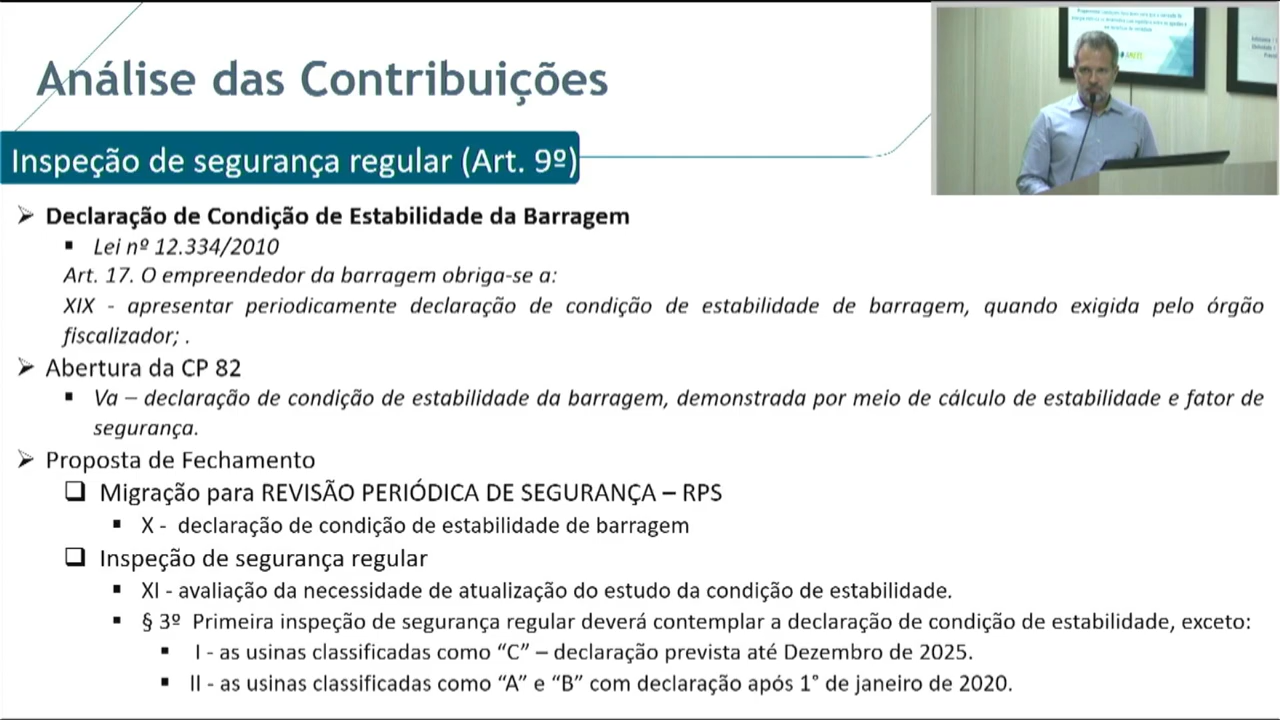 Análise das Contribuições
Inspeção de segurança regular (Art. 9º)
Declaração de Condição de Estabilidade da Barragem
Lei nº 12.334/2010
Art. 17. O empreendedor da barragem obriga-se a:
XIX - apresentar periodicamente declaração de condição de estabilidade de barragem, quando exigida pelo órgão
fiscalizador; .
Abertura da CP 82
Va – declaração de condição de estabilidade da barragem, demonstrada por meio de cálculo de estabilidade e fator de
segurança.
Proposta de Fechamento
Migração para REVISÃO PERIÓDICA DE SEGURANÇA – RPS
X - declaração de condição de estabilidade de barragem
Inspeção de segurança regular
XI - avaliação da necessidade de atualização do estudo da condição de estabilidade.
§ 3º Primeira inspeção de segurança regular deverá contemplar a declaração de condição de estabilidade, exceto:
I - as usinas classificadas como “C” – declaração prevista até Dezembro de 2025.
II - as usinas classificadas como “A” e “B” com declaração após 1° de janeiro de 2020.